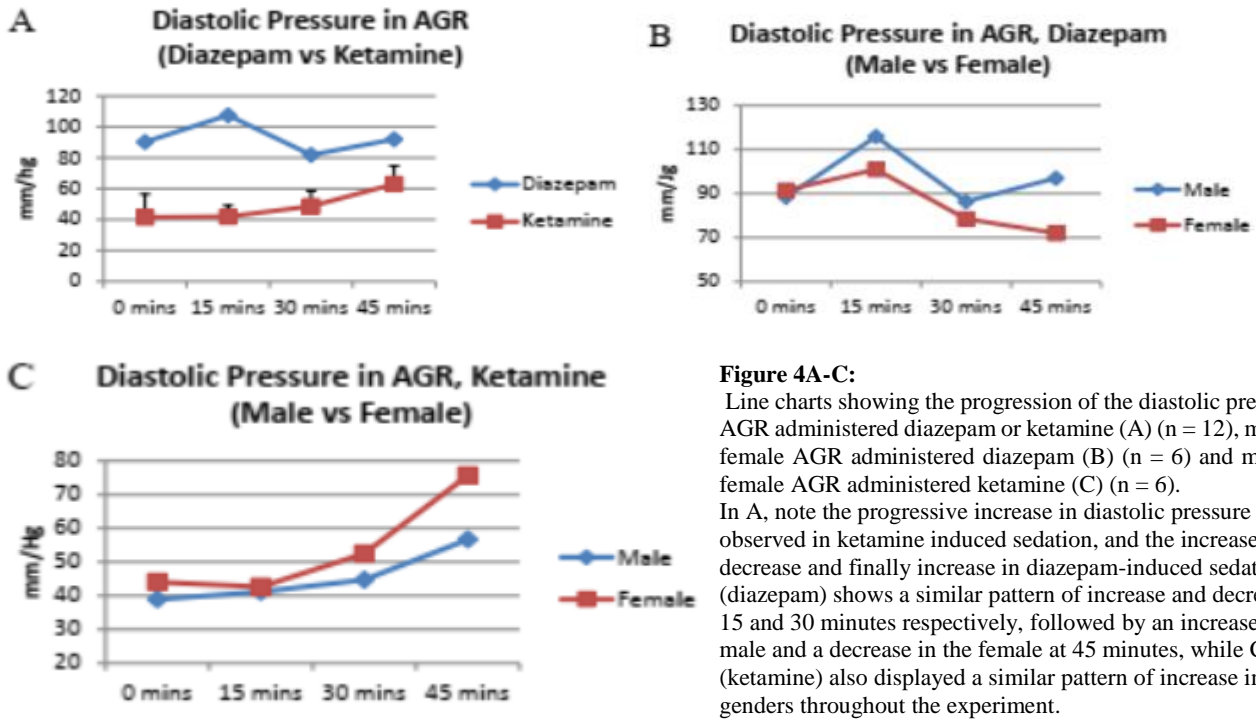 A
Diastolic Pressure in AGR
(Diazepam vs Ketamine)
mm/hg
120
100
80
60
40
20
0
0 mins 15 mins 30 mins 45 mins
Diazepam
Ketamine
B
Diastolic Pressure in AGR, Diazepam
(Male vs Female)
mm/Jg
130
110
90
70
50
0 mins 15 mins 30 mins 45 mins
Male
Female
C
Diastolic Pressure in AGR, Ketamine
(Male vs Female)
mm/Hg
80
70
60
50
40
30
20
0 mins 15 mins 30 mins 45 mins
Male
Female
Figure 4A-C:
Line charts showing the progression of the diastolic pre
AGR administered diazepam or ketamine (A) (n = 12), m
female AGR administered diazepam (B) (n = 6) and m
female AGR administered ketamine (C) (n = 6).
In A, note the progressive increase in diastolic pressure
observed in ketamine induced sedation, and the increase
decrease and finally increase in diazepam-induced sedat
(diazepam) shows a similar pattern of increase and decre
15 and 30 minutes respectively, followed by an increase
male and a decrease in the female at 45 minutes, while C
(ketamine) also displayed a similar pattern of increase in
genders throughout the experiment.